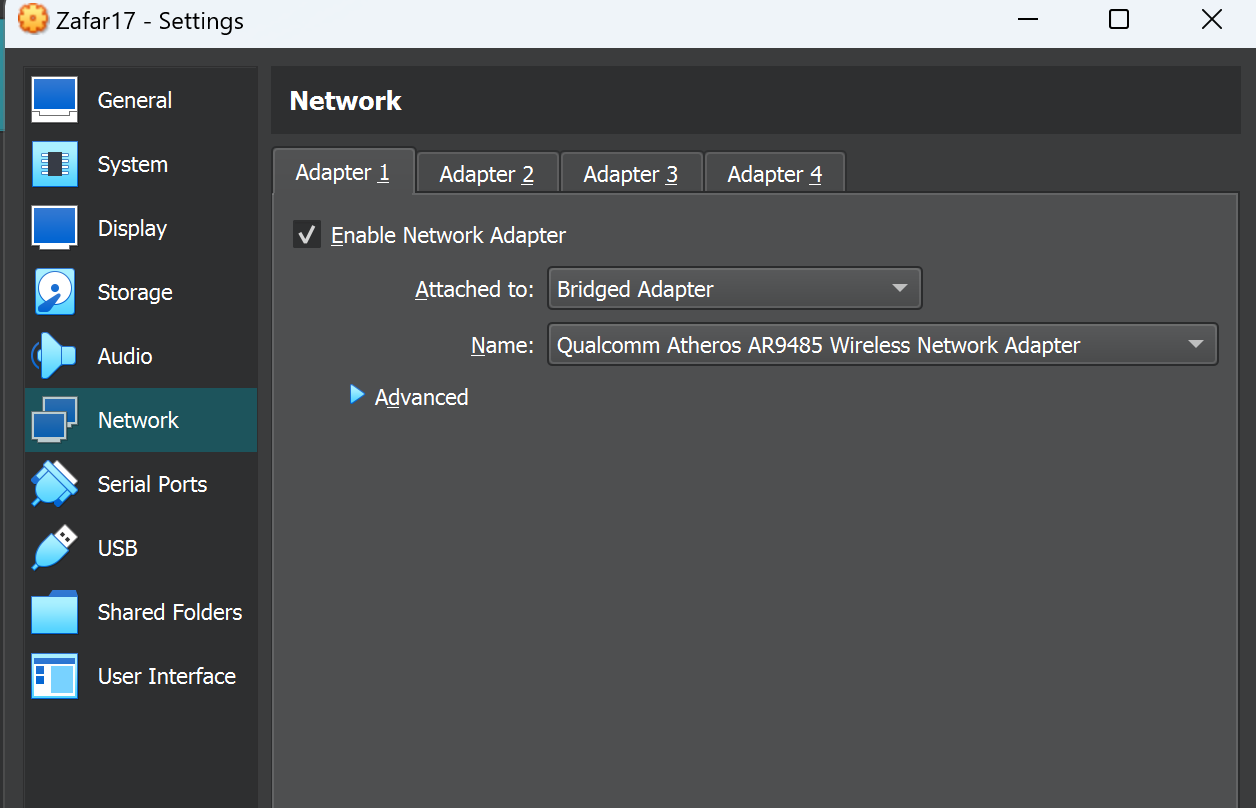 Zafar17 - Settings
General
System
Display
Storage
Audio
Network
Serial Ports
USB
Shared Folders
User Interface
Network
Adapter 1 Adapter 2 Adapter 3 Adapter 4
Enable Network Adapter
Attached to: Bridged Adapter
Name: Qualcomm Atheros AR9485 Wireless Network Adapter
Advanced